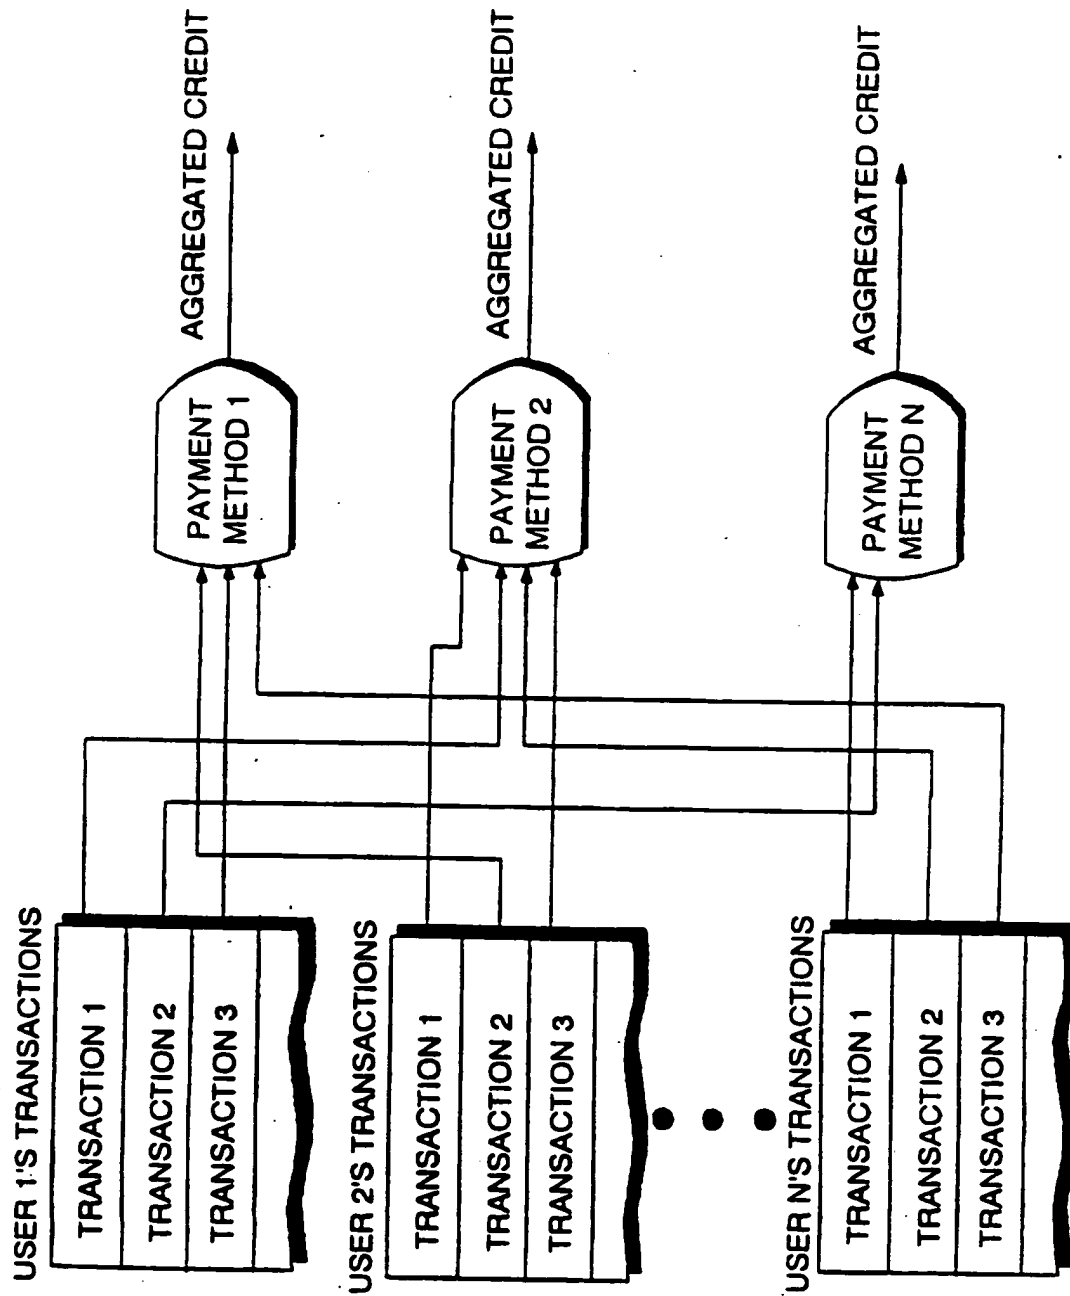 USER 1'S TRANSACTIONS
TRANSACTION 1
TRANSACTION 2
TRANSACTION 3
USER 2'S TRANSACTIONS
TRANSACTION 1
TRANSACTION 2
TRANSACTION 3
USER N'S TRANSACTIONS
TRANSACTION 1
TRANSACTION 2
TRANSACTION 3
PAYMENT
METHOD 1
PAYMENT
METHOD 2
PAYMENT
METHOD N
AGGREGATED CREDIT
AGGREGATED CREDIT
AGGREGATED CREDIT